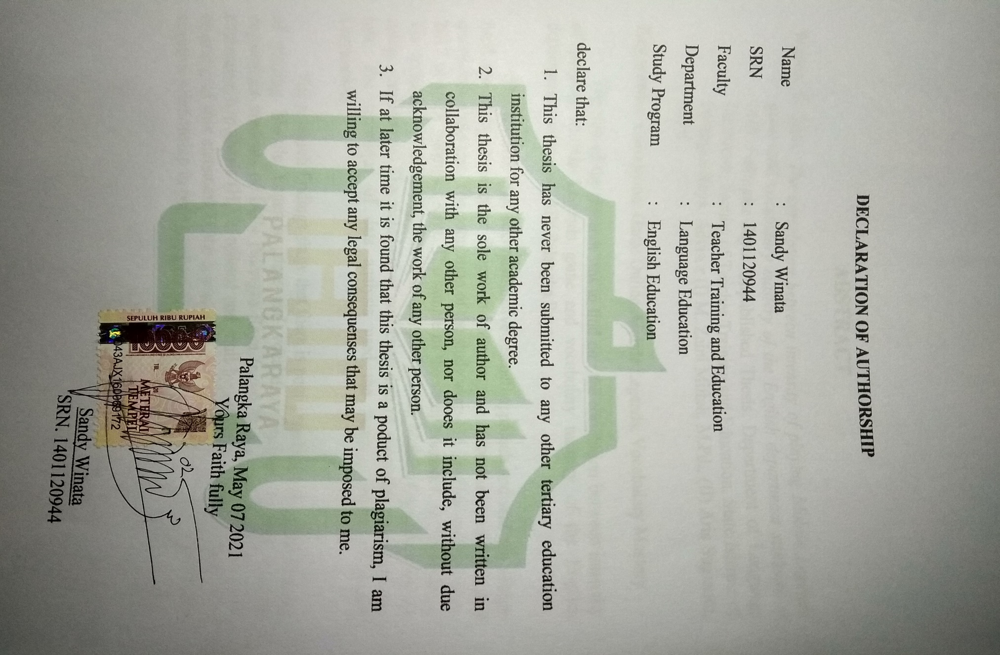 DECLARATION OF AUTHORSHIP
Name : Sandy Winata
SRN : 1401120944
Faculty : Teacher Training and Education
Department : Language Education
Study Program : English Education
declare that:
1. This thesis has never been submitted to any other tertiary education
institution for any other academic degree.
2. This thesis is the sole work of author and has not been written in
collaboration with any other person, nor dooes it include, without due
acknowledgement, the work of any other person.
3. If at later time it is found that this thesis is a poduct of plagiarism, I am
willing to accept any legal consequenses that may be imposed to me.
PALANGKARAYA
Palangka Raya, May 07 2021
Yours Faith fully
SEPULUH RIBU RUPIAH
10000
TGL. 20
METERAI
TEMPEL
D43AJX160069172
Sandy Winata
SRN. 1401120944